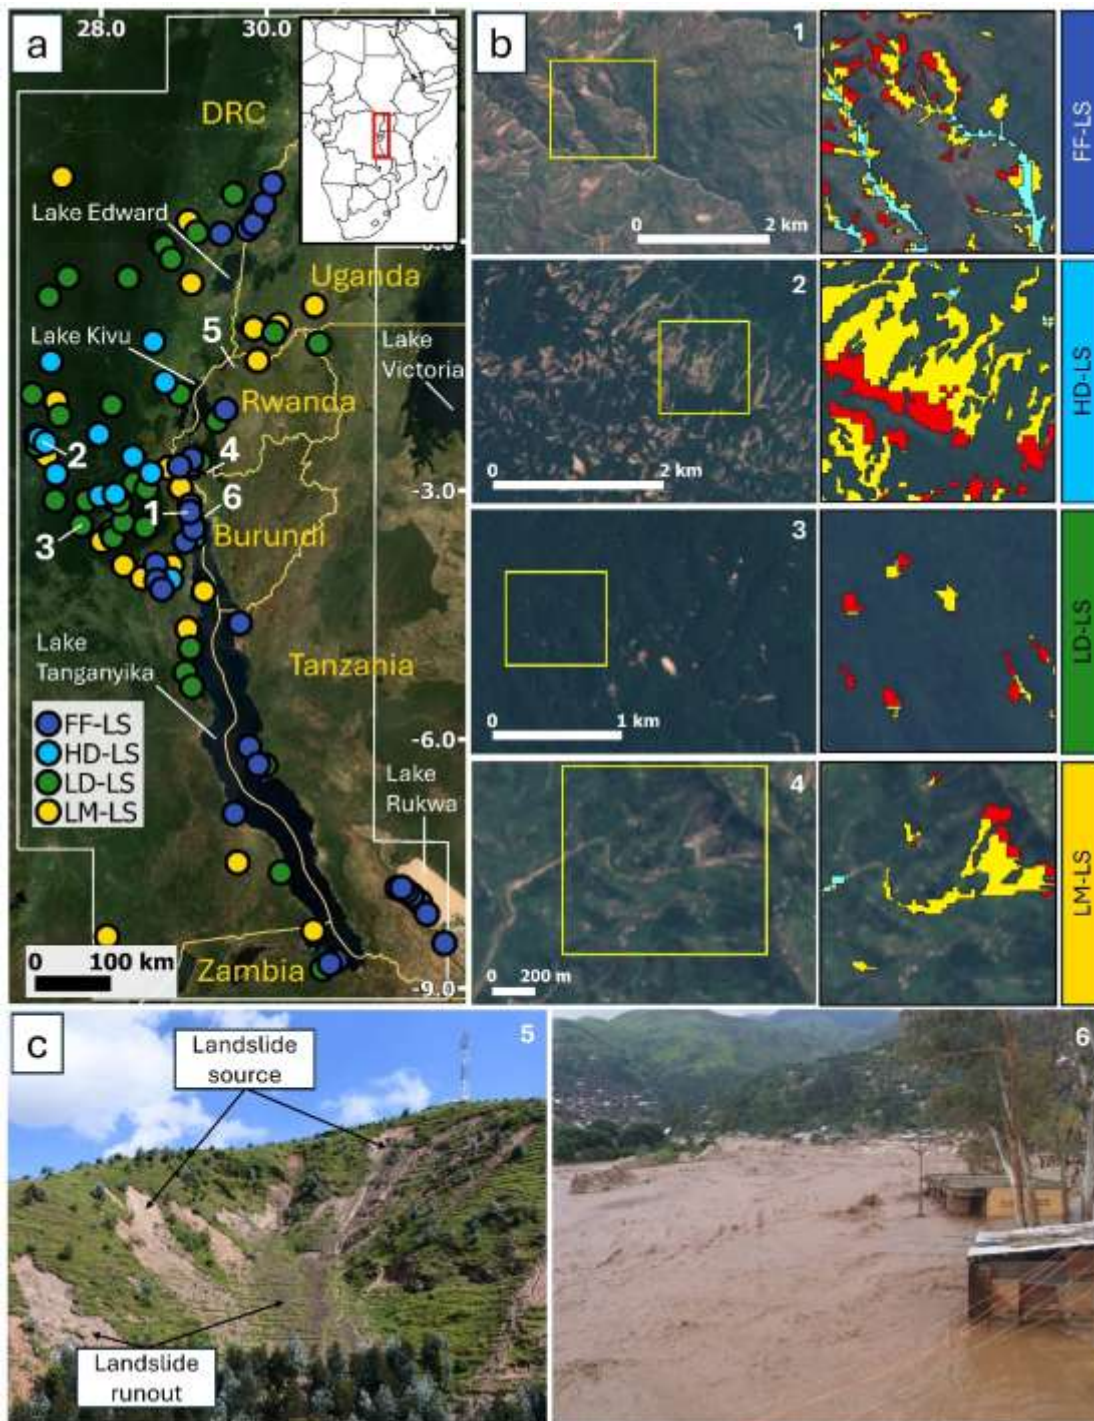 a
28.0
30.0
DRC
Lake Edward
Uganda
Lake Kivu
5
Lake
Victoria
Rwanda
2
4
-3.0
1
6
3
Burundi
Lake
Tanganyika
Tanzania
FF-LS
HD-LS
LD-LS
LM-LS
-6.0
Lake
Rukwa
0 100 km
Zambia
-9.0
b
1
0 2 km
FF-LS
2
0 2 km
HD-LS
3
0 1 km
LD-LS
4
0 200 m
LM-LS
c
Landslide
source
5
Landslide
runout
6